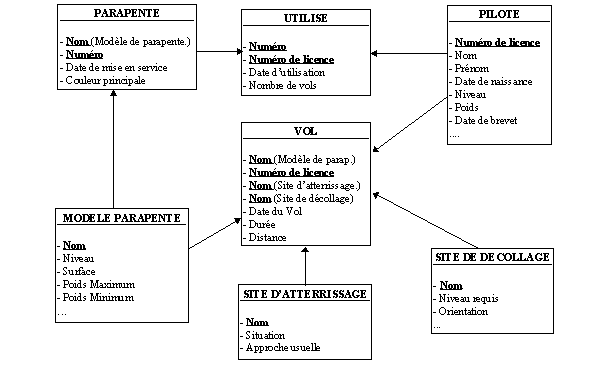 PARAPENTE
- Nom (Modèle de parapente.)
- Numéro
- Date de mise en service
- Couleur principale
UTILISE
- Numéro
- Numéro de licence
- Date d'utilisation
- Nombre de vols
PILOTE
- Numéro de licence
- Nom
- Prénom
- Date de naissance
- Niveau
- Poids
- Date de brevet
....
VOL
- Nom (Modèle de parap.)
- Numéro de licence
- Nom (Site d'atterrissage.)
- Nom (Site de décollage)
- Date du Vol
- Durée
- Distance
MODELE PARAPENTE
- Nom
- Niveau
- Surface
- Poids Maximum
- Poids Minimum
...
SITE D'ATTERRISSAGE
- Nom
- Situation
- Approche usuelle
SITE DE DECOLLAGE
- Nom
- Niveau requis
- Orientation
...